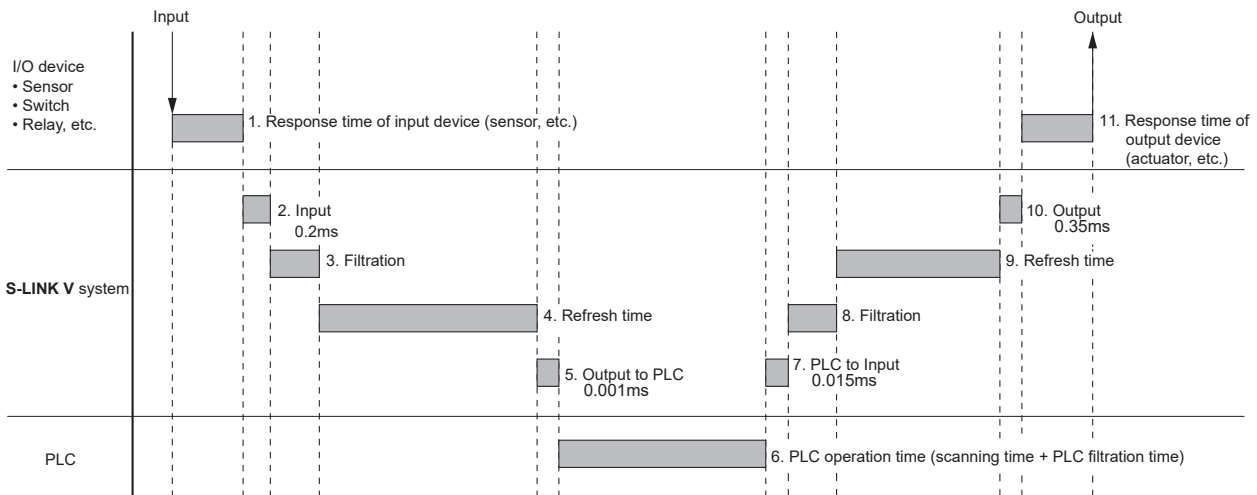 Input
Output
I/O device
• Sensor
• Switch
• Relay, etc.
1. Response time of input device (sensor, etc.)
11. Response time of
output device
(actuator, etc.)
2. Input
0.2ms
10. Output
0.35ms
3. Filtration
9. Refresh time
S-LINK V system
4. Refresh time
8. Filtration
5. Output to PLC
0.001ms
7. PLC to Input
0.015ms
PLC
6. PLC operation time (scanning time + PLC filtration time)